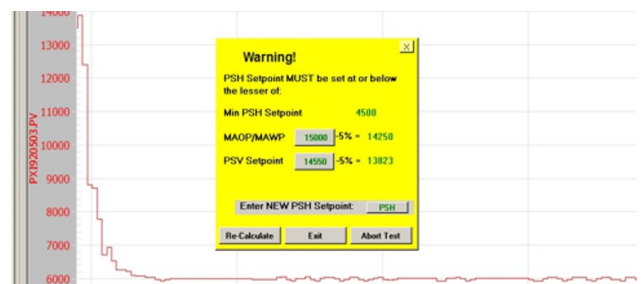 14000
13000
12000
11000
10000
9000
8000
7000
6000
PXI920503.PV
Warning!
X
PSH Setpoint MUST be set at or below
the lesser of:
Min PSH Setpoint 4500
MAOP/MAWP 15000 -5% = 14250
PSV Setpoint 14550 -5% = 13823
Enter NEW PSH Setpoint: PSH
Re-Calculate Exit Abort Test